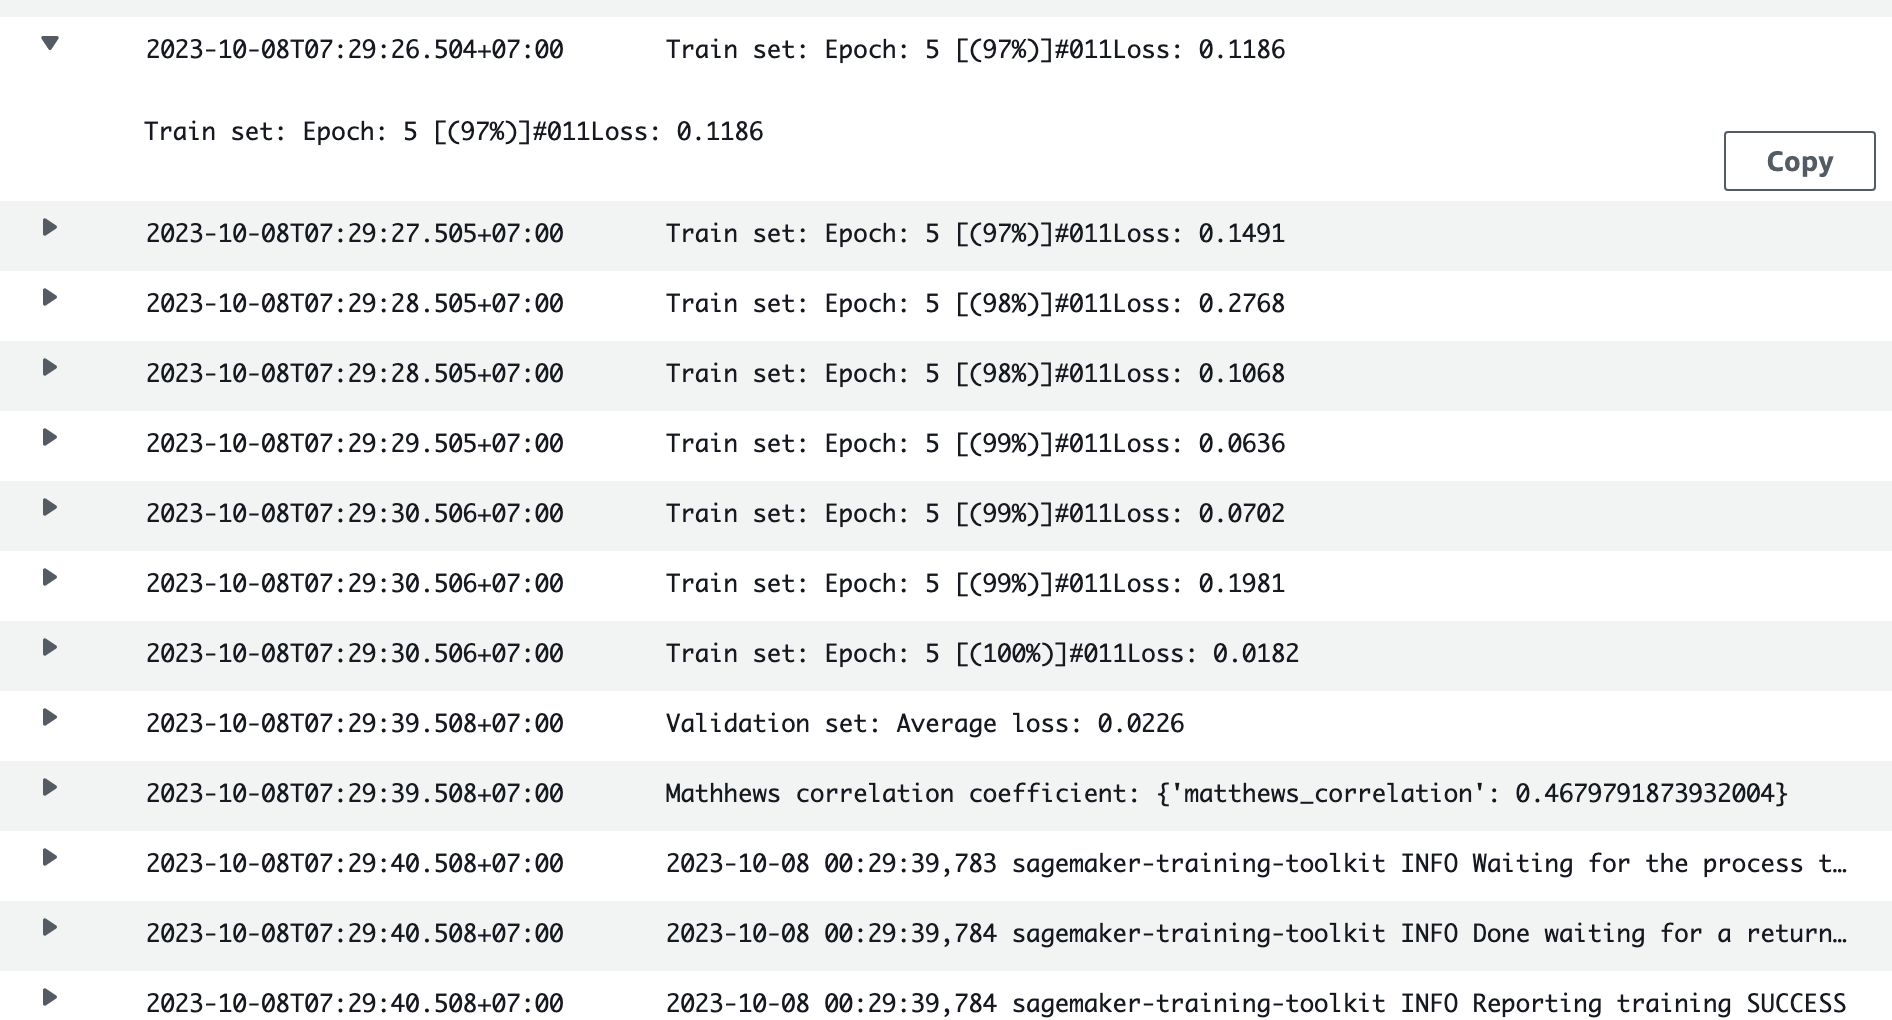 2023-10-08T07:29:26.504+07:00 Train set: Epoch: 5 [(97%)]#011Loss: 0.1186
Train set: Epoch: 5 [(97%)]#011Loss: 0.1186
Copy
2023-10-08T07:29:27.505+07:00 Train set: Epoch: 5 [(97%)]#011Loss: 0.1491
2023-10-08T07:29:28.505+07:00 Train set: Epoch: 5 [(98%)]#011Loss: 0.2768
2023-10-08T07:29:28.505+07:00 Train set: Epoch: 5 [(98%)]#011Loss: 0.1068
2023-10-08T07:29:29.505+07:00 Train set: Epoch: 5 [(99%)]#011Loss: 0.0636
2023-10-08T07:29:30.506+07:00 Train set: Epoch: 5 [(99%)]#011Loss: 0.0702
2023-10-08T07:29:30.506+07:00 Train set: Epoch: 5 [(99%)]#011Loss: 0.1981
2023-10-08T07:29:30.506+07:00 Train set: Epoch: 5 [(100%)]#011Loss: 0.0182
2023-10-08T07:29:39.508+07:00 Validation set: Average loss: 0.0226
2023-10-08T07:29:39.508+07:00 Mathhews correlation coefficient: {'matthews_correlation': 0.4679791873932004}
2023-10-08T07:29:40.508+07:00 2023-10-08 00:29:39,783 sagemaker-training-toolkit INFO Waiting for the process t…
2023-10-08T07:29:40.508+07:00 2023-10-08 00:29:39,784 sagemaker-training-toolkit INFO Done waiting for a return…
2023-10-08T07:29:40.508+07:00 2023-10-08 00:29:39,784 sagemaker-training-toolkit INFO Reporting training SUCCESS